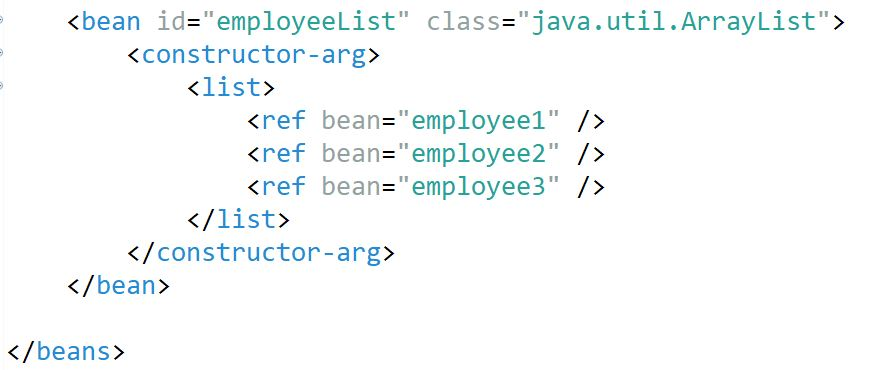 <bean id="employeeList" class="java.util.ArrayList">
<constructor-arg>
<list>
<ref bean="employee1" />
<ref bean="employee2" />
<ref bean="employee3" />
</list>
</constructor-arg>
</bean>
</beans>